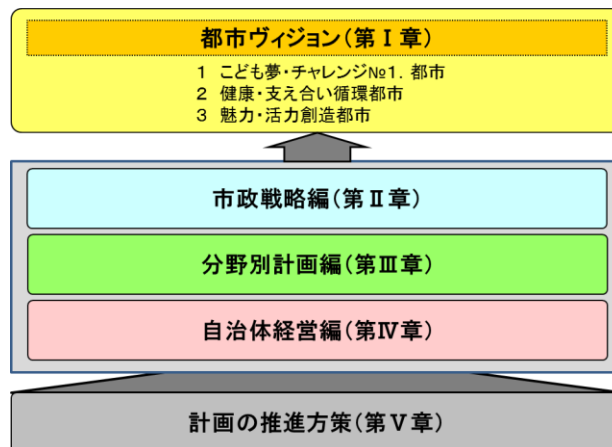 都市ヴィジョン（第Ⅰ章）
1 こども夢・チャレンジ№1．都市
2 健康・支え合い循環都市
3 魅力・活力創造都市
市政戦略編（第Ⅱ章）
分野別計画編（第Ⅲ章）
自治体経営編（第Ⅳ章）
計画の推進方策（第Ⅴ章）